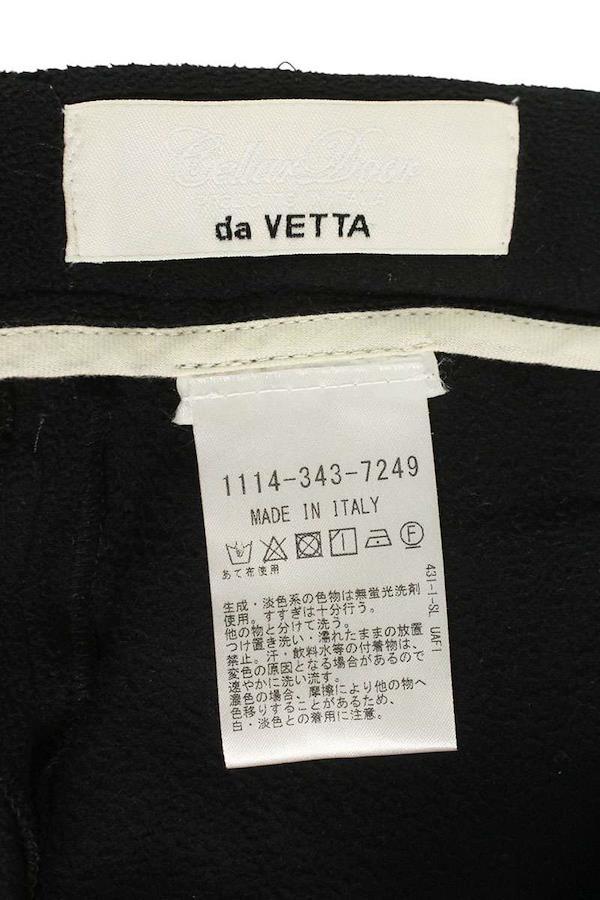 Cellar Door
da VETTA
1114-343-7249
MADE IN ITALY
あて布使用
生成・淡色系の色物は無蛍光洗剤
使用。すすぎは十分行う。
他の物と分けて洗う。
つけ置き洗い・濡れたままの放置
禁止。汗・飲料水等の付着物は、
変色の原因となる場合があるので
速やかに洗い流す。
濃色の場合、摩擦により他の物へ
色移りすることがあるため、
白・淡色との着用に注意。
431-1-SL UAF1